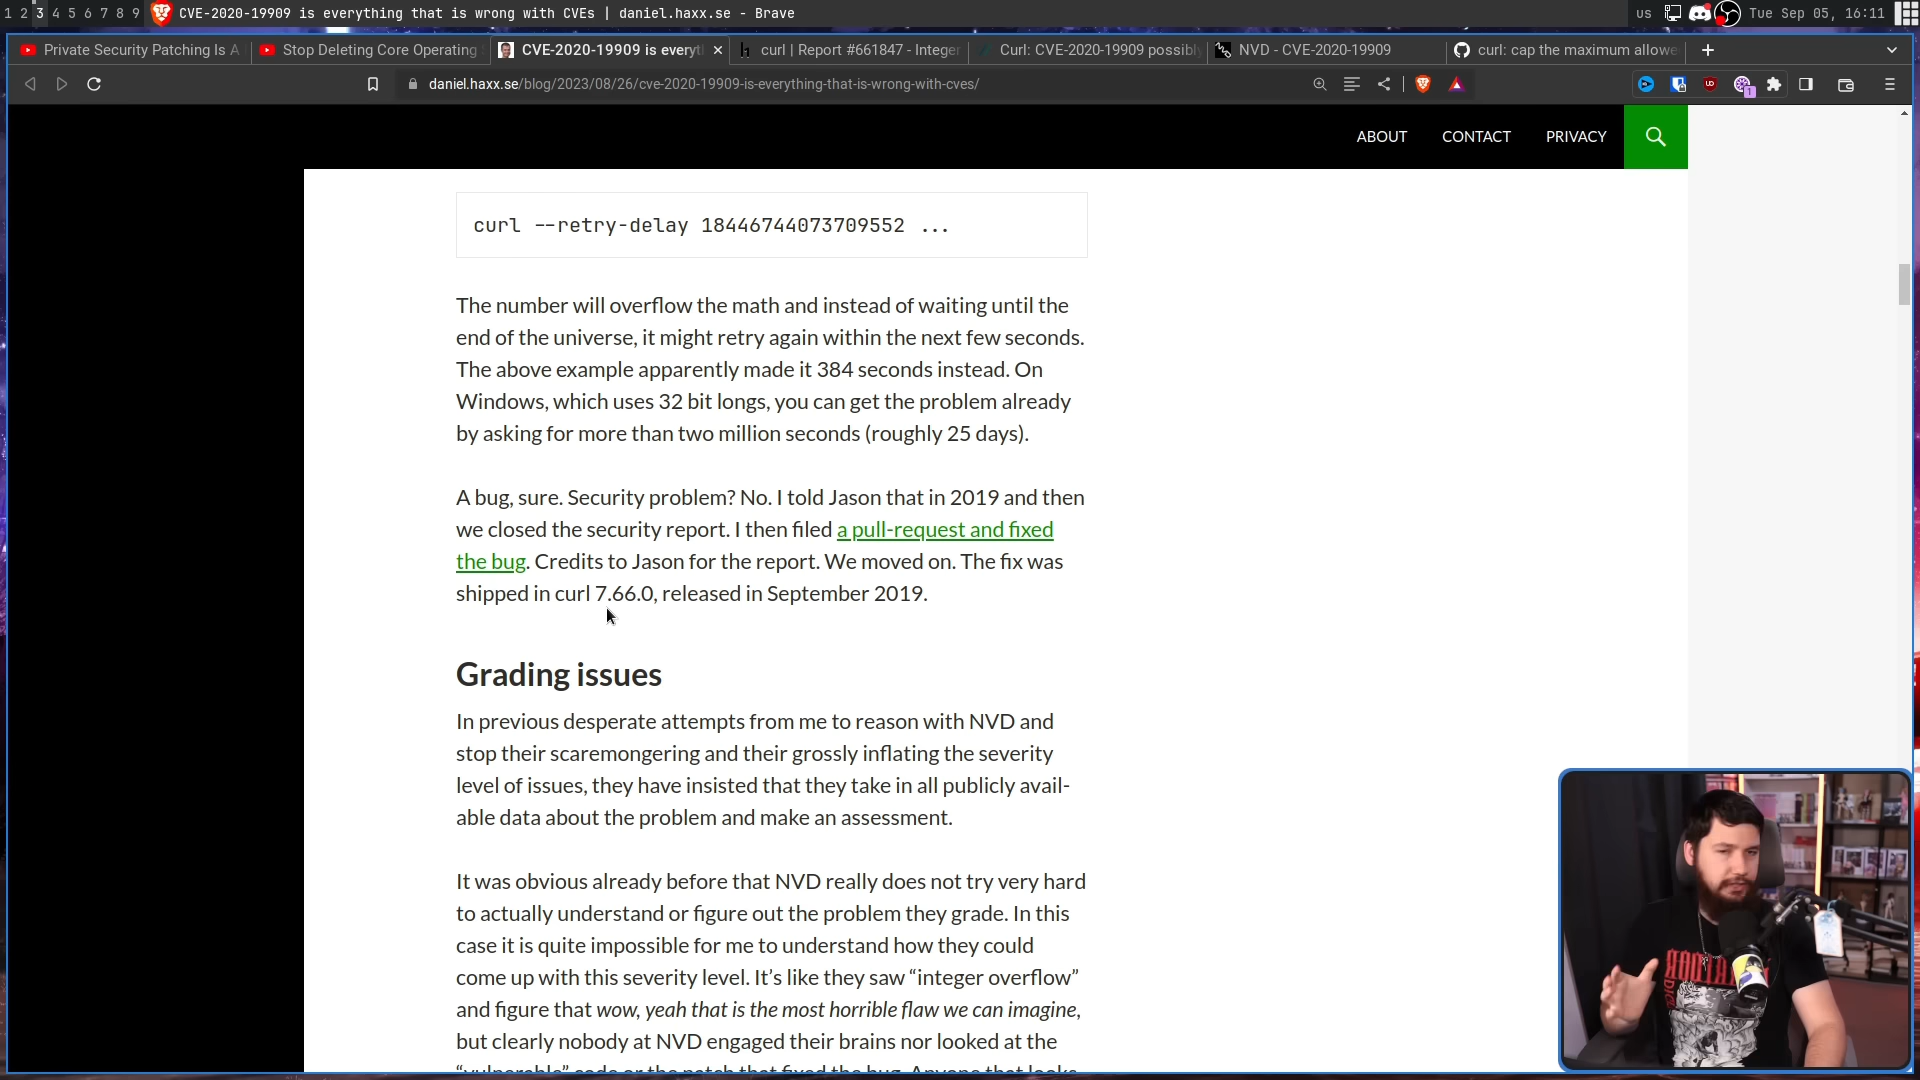 1 2 3 4 5 6 7 8 9 CVE-2020-19909 is everything that is wrong with CVEs | daniel.haxx.se - Brave us Tue Sep 05, 16:11
Private Security Patching Is A
Stop Deleting Core Operating
CVE-2020-19909 is everyt
curl | Report #661847 - Integer
Curl: CVE-2020-19909 possibl
NVD - CVE-2020-19909
curl: cap the maximum allowe
daniel.haxx.se/blog/2023/08/26/cve-2020-19909-is-everything-that-is-wrong-with-cves/
ABOUT CONTACT PRIVACY
curl --retry-delay 18446744073709552 ...
The number will overflow the math and instead of waiting until the
end of the universe, it might retry again within the next few seconds.
The above example apparently made it 384 seconds instead. On
Windows, which uses 32 bit longs, you can get the problem already
by asking for more than two million seconds (roughly 25 days).
A bug, sure. Security problem? No. I told Jason that in 2019 and then
we closed the security report. I then filed a pull-request and fixed
the bug. Credits to Jason for the report. We moved on. The fix was
shipped in curl 7.66.0, released in September 2019.
Grading issues
In previous desperate attempts from me to reason with NVD and
stop their scaremongering and their grossly inflating the severity
level of issues, they have insisted that they take in all publicly avail-
able data about the problem and make an assessment.
It was obvious already before that NVD really does not try very hard
to actually understand or figure out the problem they grade. In this
case it is quite impossible for me to understand how they could
come up with this severity level. It's like they saw “integer overflow”
and figure that wow, yeah that is the most horrible flaw we can imagine,
but clearly nobody at NVD engaged their brains nor looked at the
“vulnerable” code or the patch that fixed the bug. Anyone that looks